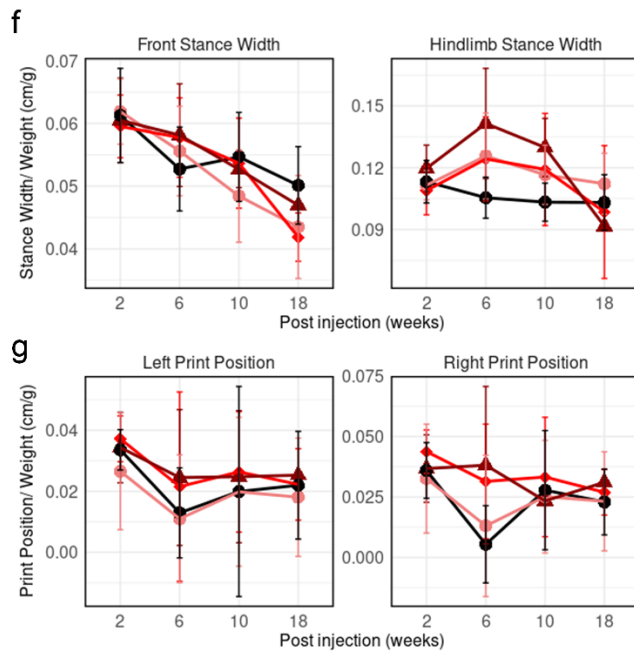 f
Front Stance Width
Hindlimb Stance Width
Stance Width/ Weight (cm/g)
0.07
0.06
0.05
0.04
0.15
0.12
0.09
2 6 10 18
2 6 10 18
Post injection (weeks)
g
Left Print Position
Right Print Position
Print Position/ Weight (cm/g)
0.04
0.02
0.00
0.075
0.050
0.025
0.000
2 6 10 18
2 6 10 18
Post injection (weeks)